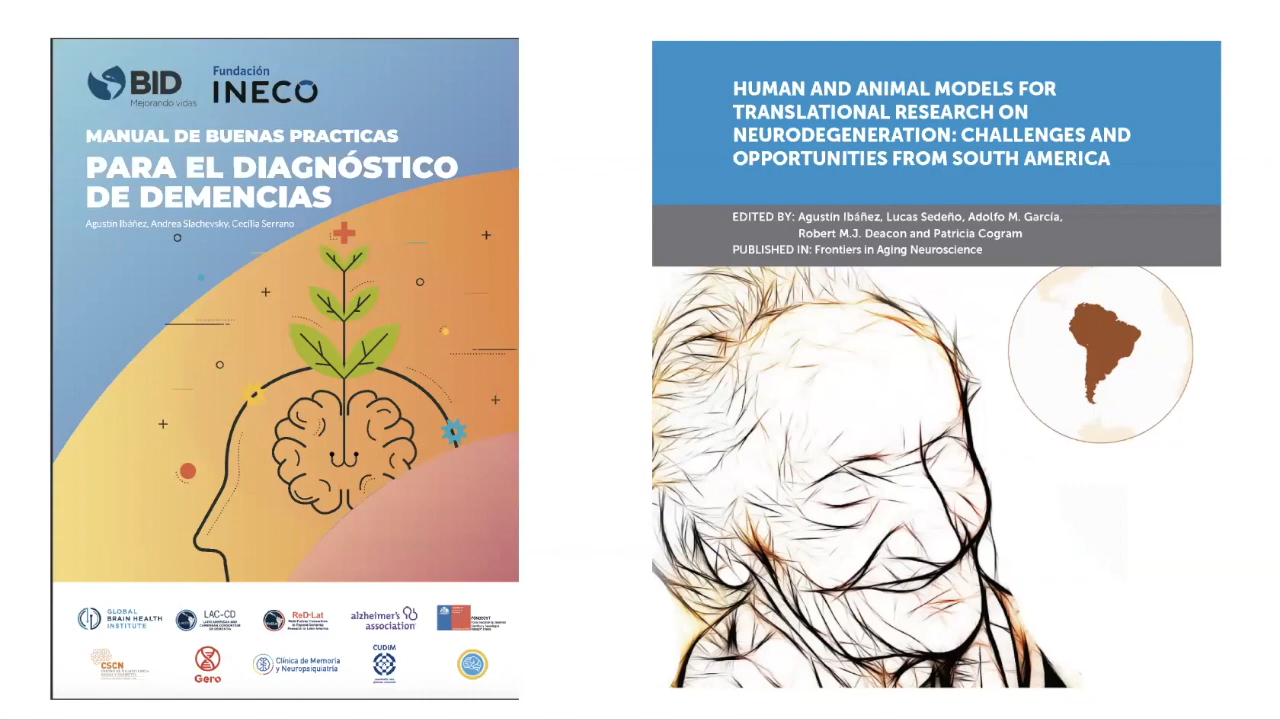 BID
Mejorando vidas
Fundación
INECO
MANUAL DE BUENAS PRACTICAS
PARA EL DIAGNÓSTICO
DE DEMENCIAS
Agustín Ibáñez, Andrea Slachevsky, Cecilia Serrano
GLOBAL
BRAIN HEALTH
INSTITUTE
LAC-CD
ReD-Lat
alzheimer's
association
FONDECYT
CSCN
Gero
Clínica de Memoria
y Neuropsiquiatría
CUDIM
HUMAN AND ANIMAL MODELS FOR
TRANSLATIONAL RESEARCH ON
NEURODEGENERATION: CHALLENGES AND
OPPORTUNITIES FROM SOUTH AMERICA
EDITED BY: Agustín Ibáñez, Lucas Sedeño, Adolfo M. García,
Robert M.J. Deacon and Patricia Cogram
PUBLISHED IN: Frontiers in Aging Neuroscience